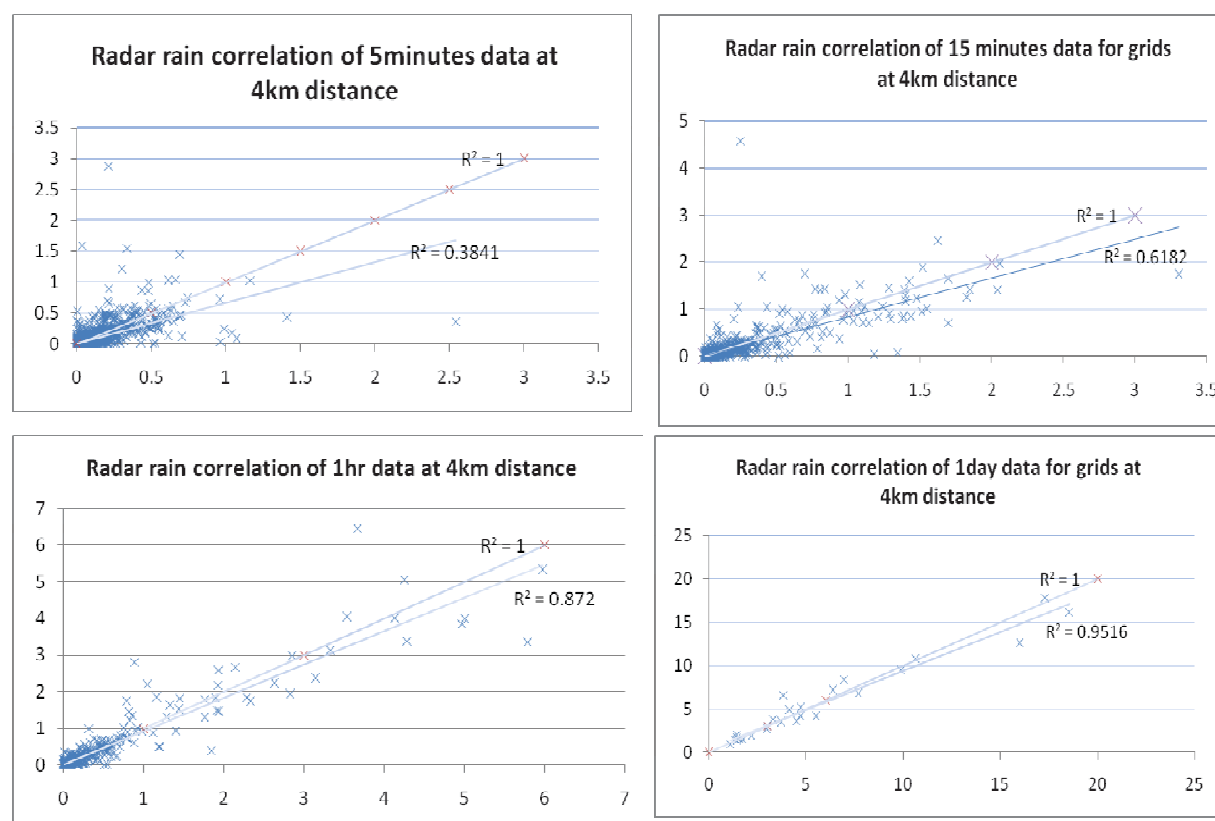 Radar rain correlation of 5minutes data at
4km distance
3.5
3
2.5
2
1.5
1
0.5
0
R² = 1
R² = 0.3841
0 0.5 1 1.5 2 2.5 3 3.5
Radar rain correlation of 15 minutes data for grids
at 4km distance
5
4
3
2
1
0
R² = 1
R² = 0.6182
0 0.5 1 1.5 2 2.5 3 3.5
Radar rain correlation of 1hr data at 4km distance
7
6
5
4
3
2
1
0
R² = 1
R² = 0.872
0 1 2 3 4 5 6 7
Radar rain correlation of 1day data for grids at
4km distance
25
20
15
10
5
0
R² = 1
R² = 0.9516
0 5 10 15 20 25